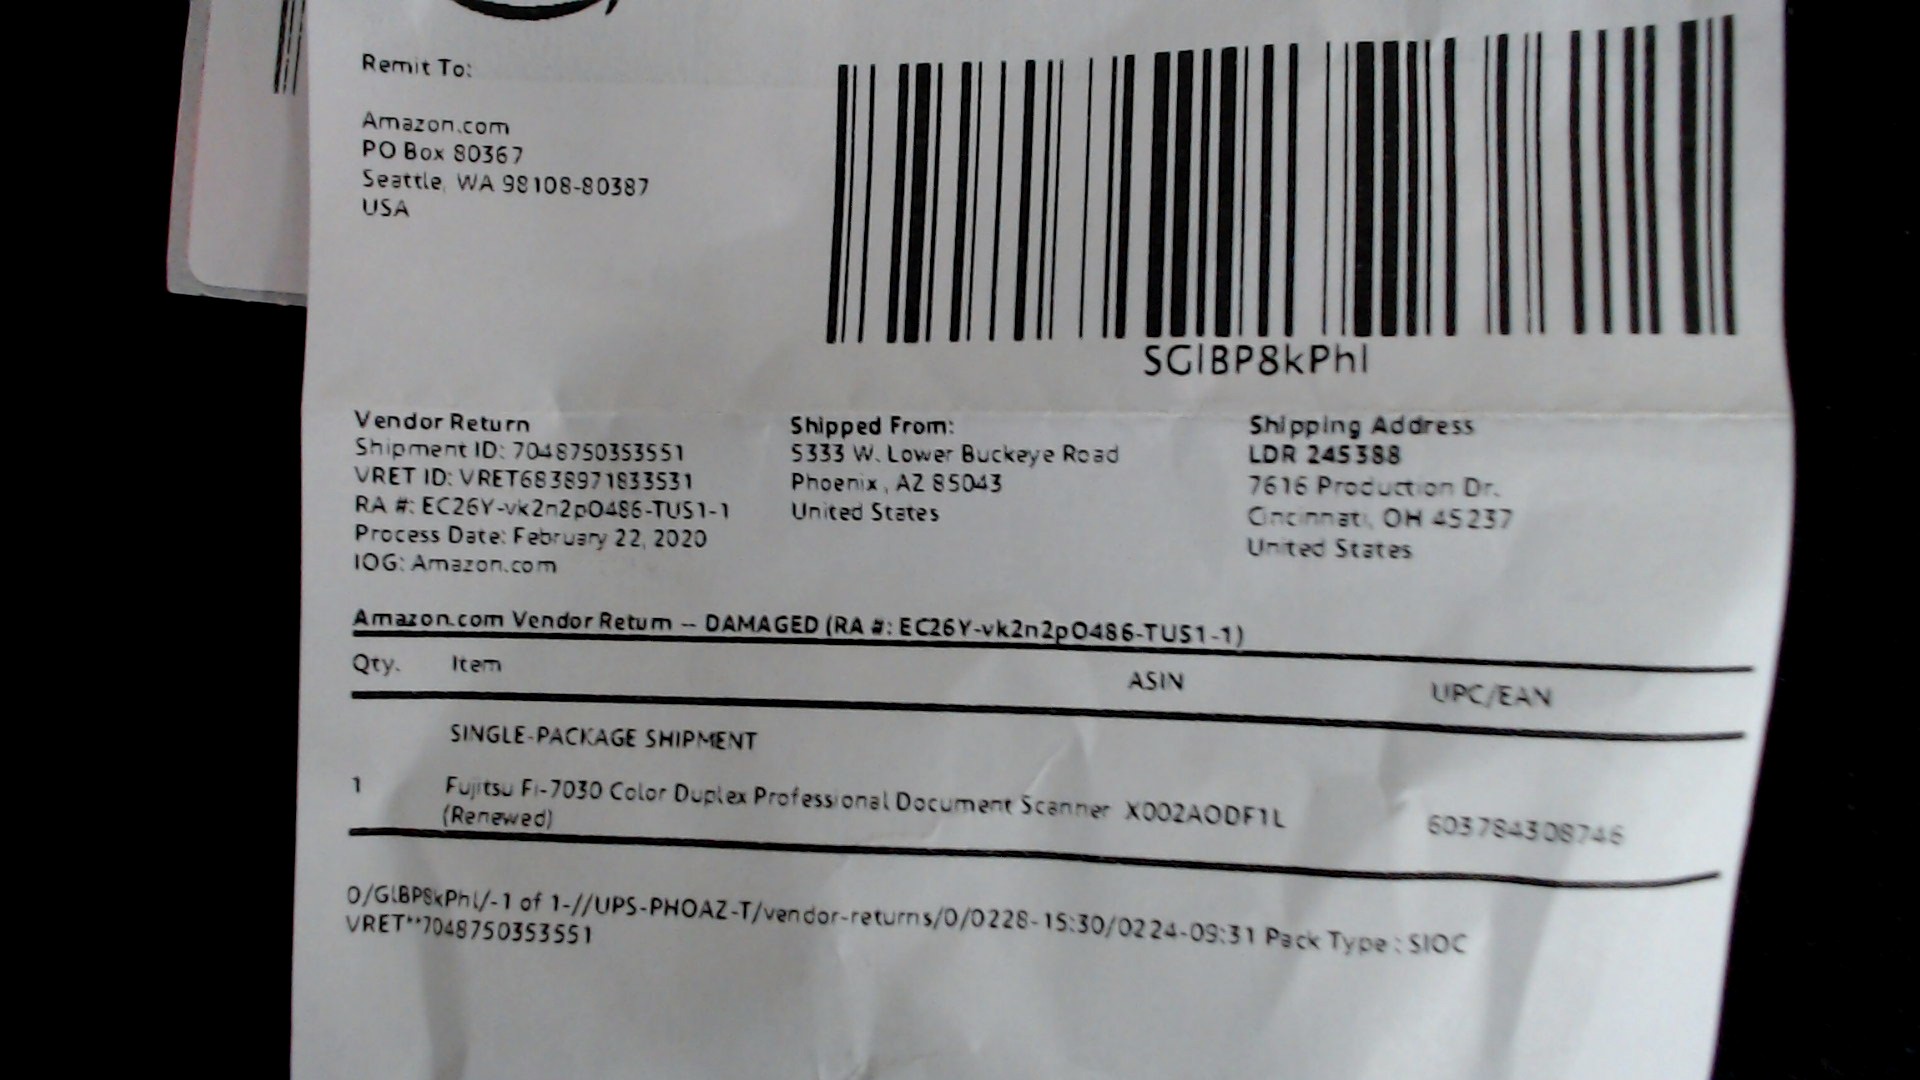 Remit To:
Amazon.com
PO Box 80367
Seattle, WA 98108-80387
USA
SGlBP8kPhl
Vendor Return
Shipment ID: 7048750353551
VRET ID: VRET6838971833531
RA #: EC26Y-vk2n2pO486-TUS1-1
Process Date: February 22, 2020
IOG: Amazon.com
Shipped From:
5333 W. Lower Buckeye Road
Phoenix, AZ 85043
United States
Shipping Address
LDR 245388
7616 Production Dr.
Cincinnati, OH 45237
United States
Amazon.com Vendor Return -- DAMAGED (RA #: EC26Y-vk2n2pO486-TUS1-1)
Qty. Item ASIN UPC/EAN
SINGLE-PACKAGE SHIPMENT
1 Fujitsu Fi-7030 Color Duplex Professional Document Scanner X002AODF1L 603784308746
(Renewed)
0/GlBP8kPhl/-1 of 1-//UPS-PHOAZ-T/vendor-returns/0/0228-15:30/0224-09:31 Pack Type : SIOC
VRET**7048750353551